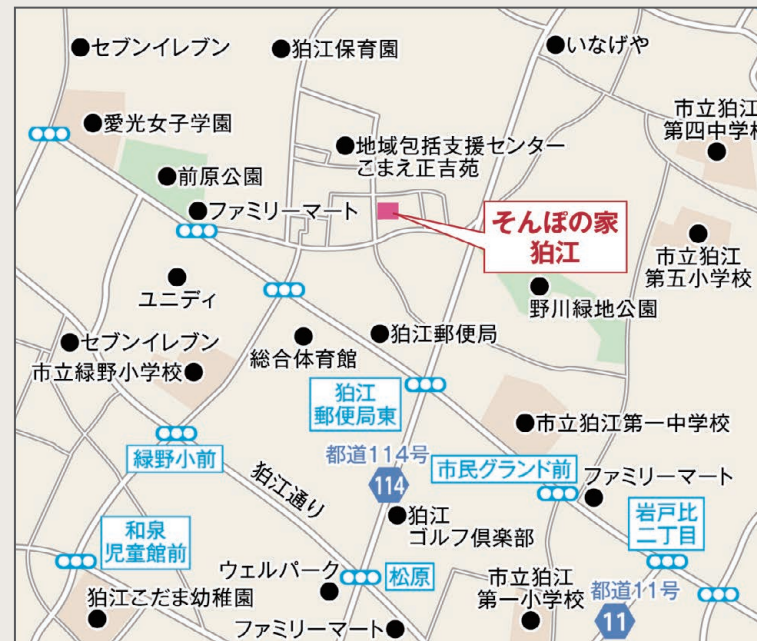 セブンイレブン
狛江保育園
いなげや
市立狛江
第四中学校
愛光女子学園
地域包括支援センター
こまえ正吉苑
前原公園
ファミリーマート
そんぽの家
狛江
市立狛江
第五小学校
ユニディ
野川緑地公園
セブンイレブン
総合体育館
狛江郵便局
市立緑野小学校
狛江
郵便局東
市立狛江第一中学校
緑野小前
狛江通り
都道114号
114
市民グランド前
ファミリーマート
狛江
ゴルフ倶楽部
岩戸比
二丁目
和泉
児童館前
ウェルパーク
松原
市立狛江
第一小学校
都道11号
11
狛江こだま幼稚園
ファミリーマート